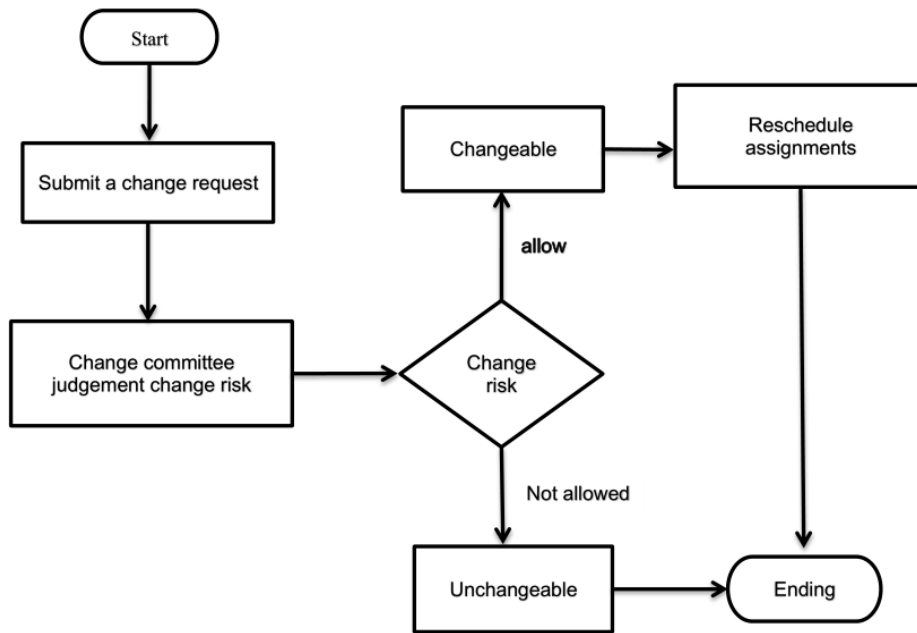 Start
Submit a change request
Change committee
judgement change risk
Change
risk
allow
Changeable
Reschedule
assignments
Not allowed
Unchangeable
Ending